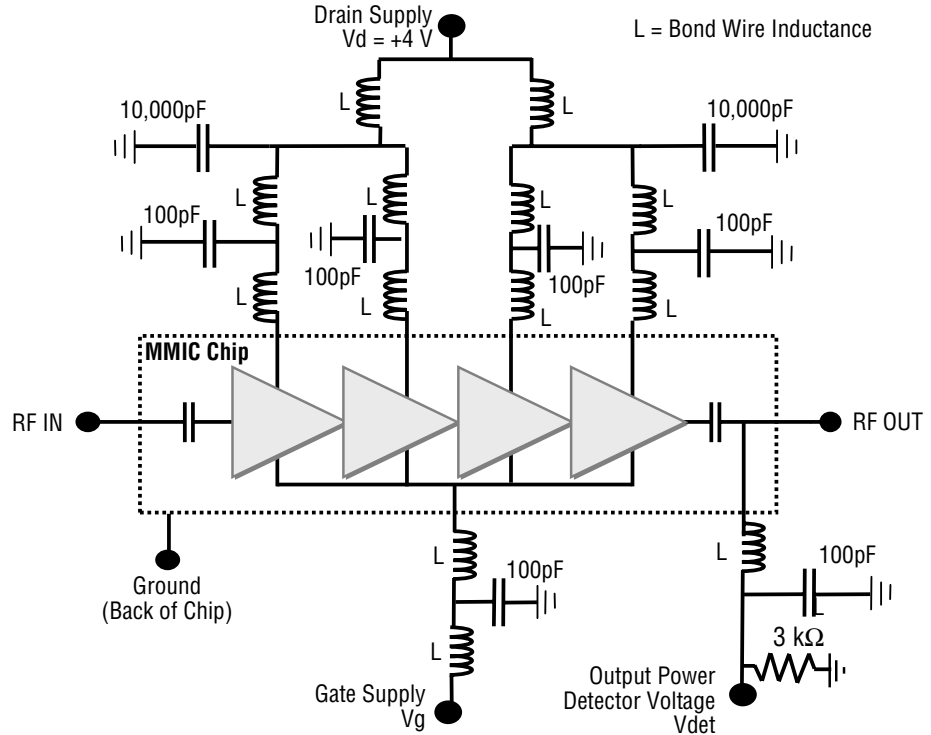 Drain Supply
Vd = +4 V
L = Bond Wire Inductance
L
L
10,000pF
10,000pF
L
L
L
L
100pF
100pF
100pF
100pF
L
L
L
L
MMIC Chip
RF IN
RF OUT
L
L
100pF
100pF
Ground
(Back of Chip)
L
3 kΩ
L
Gate Supply
Vg
Output Power
Detector Voltage
Vdet